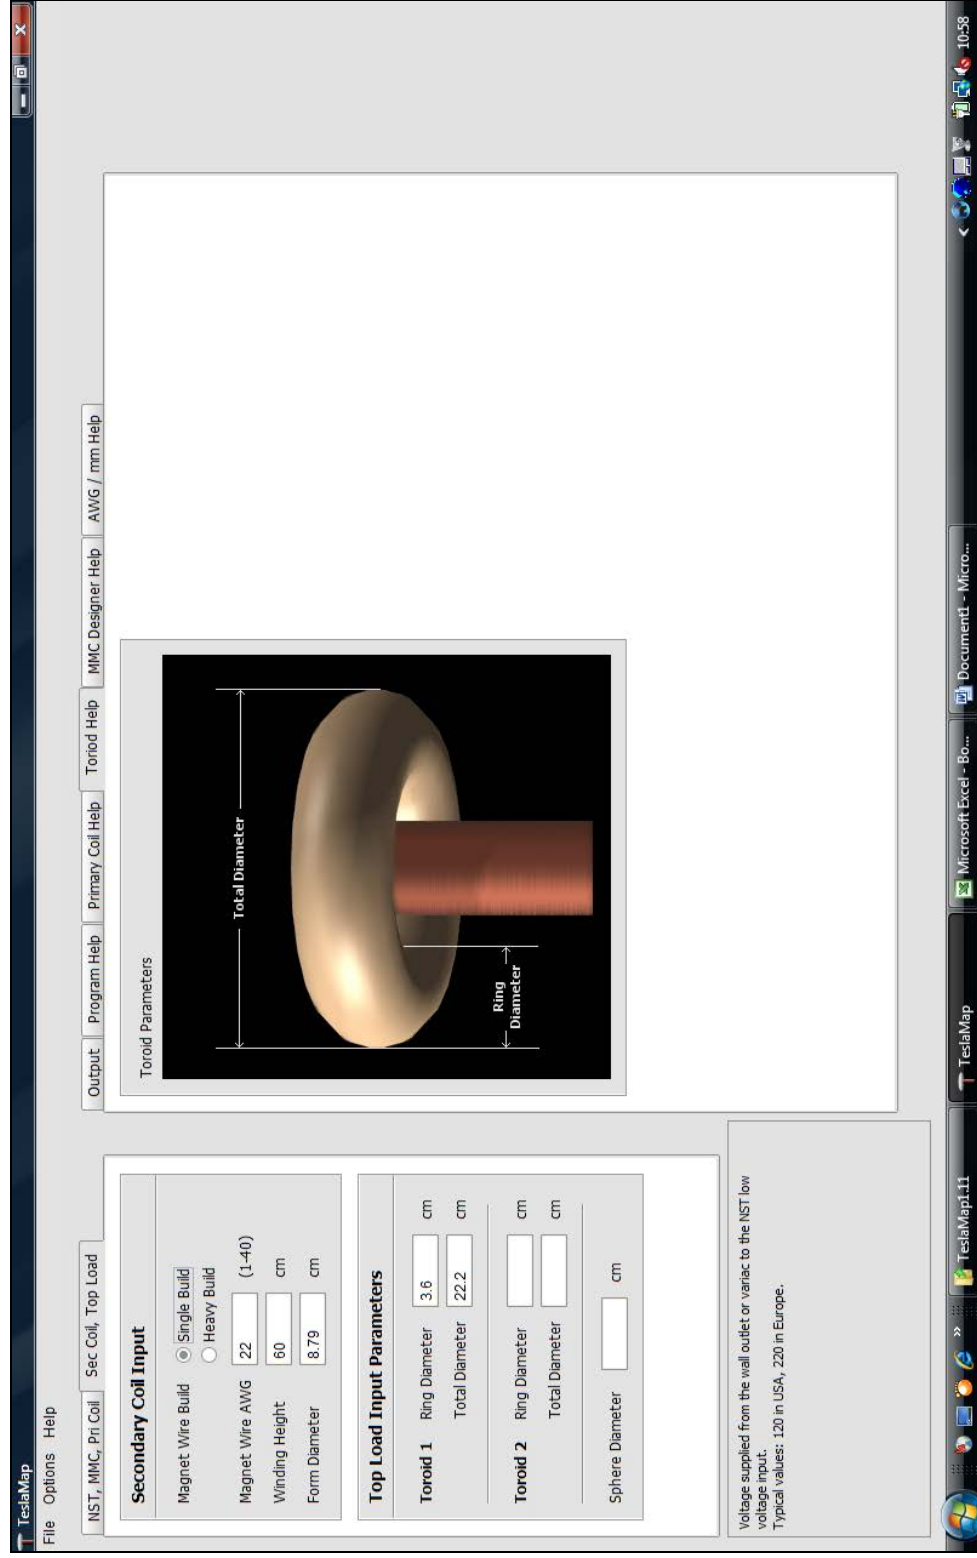 TeslaMap
File Options Help
NST, MMC, Pri Coil
Sec Coil, Top Load
Secondary Coil Input
Magnet Wire Build
Single Build
Heavy Build
Magnet Wire AWG 22 (1-40)
Winding Height 60 cm
Form Diameter 8.79 cm
Top Load Input Parameters
Toroid 1 Ring Diameter 3.6 cm
Total Diameter 22.2 cm
Toroid 2 Ring Diameter cm
Total Diameter cm
Sphere Diameter cm
Voltage supplied from the wall outlet or variac to the NST low
voltage input.
Typical values: 120 in USA, 220 in Europe.
Output
Program Help
Primary Coil Help
Toriod Help
MMC Designer Help
AWG / mm Help
Toroid Parameters
Total Diameter
Ring
Diameter
TeslaMap1.11
TeslaMap
Microsoft Excel - Bo...
Document1 - Micro...
10:58